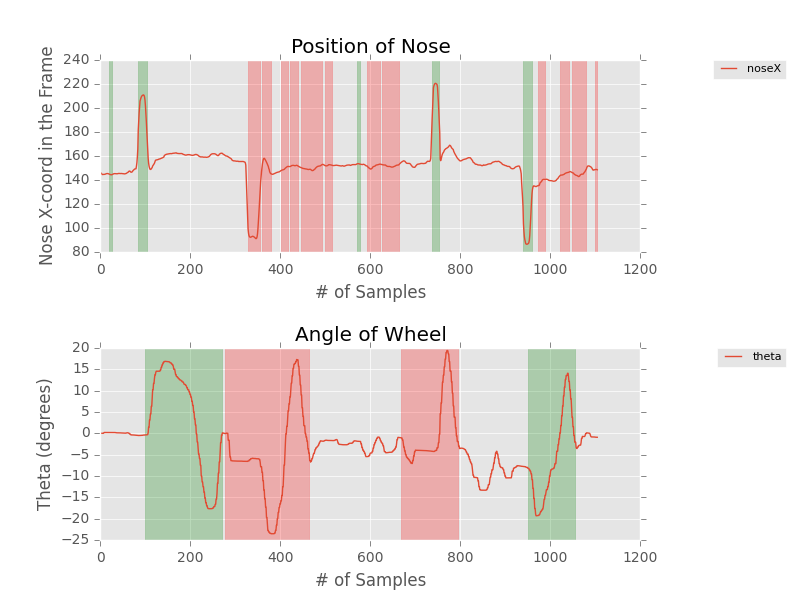 Position of Nose
240
220
200
180
160
140
120
100
80
Nose X-coord in the Frame
0 200 400 600 800 1000 1200
# of Samples
noseX
Angle of Wheel
20
15
10
5
0
−5
−10
−15
−20
−25
Theta (degrees)
0 200 400 600 800 1000 1200
# of Samples
theta